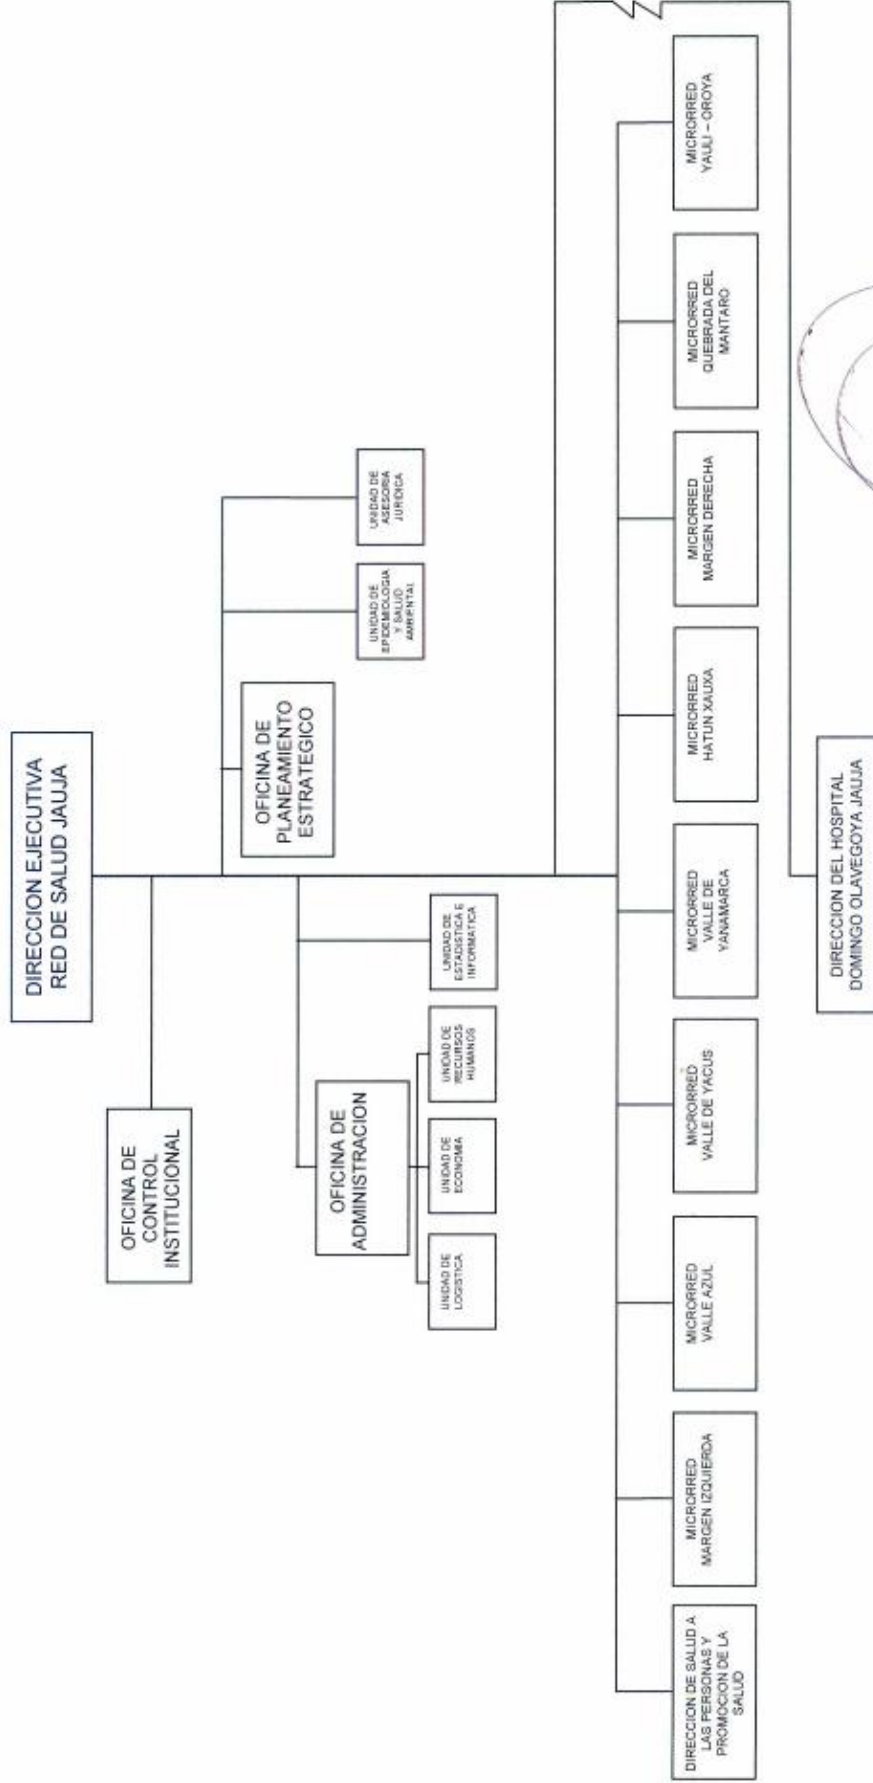 DIRECCION EJECUTIVA
RED DE SALUD JAUJA
OFICINA DE
CONTROL
INSTITUCIONAL
OFICINA DE
PLANEAMIENTO
ESTRATEGICO
UNIDAD DE
EPIDEMIOLOGIA
Y SALUD
AMBIENTAL
UNIDAD DE
ASESORIA
JURIDICA
OFICINA DE
ADMINISTRACION
UNIDAD DE
LOGISTICA
UNIDAD DE
ECONOMIA
UNIDAD DE
RECURSOS
HUMANOS
UNIDAD DE
ESTADISTICA E
INFORMATICA
DIRECCION DE SALUD A
LAS PERSONAS Y
PROMOCION DE LA
SALUD
MICRORRED
MARGEN IZQUIERDA
MICRORRED
VALLE AZUL
MICRORRED
VALLE DE YACUS
MICRORRED
VALLE DE
YANAMARCA
MICRORRED
HATUN XAUXA
MICRORRED
MARGEN DERECHA
MICRORRED
QUEBRADA DEL
MANTARO
MICRORRED
YAULI – OROYA
DIRECCION DEL HOSPITAL
DOMINGO OLAVEGOYA JAUJA